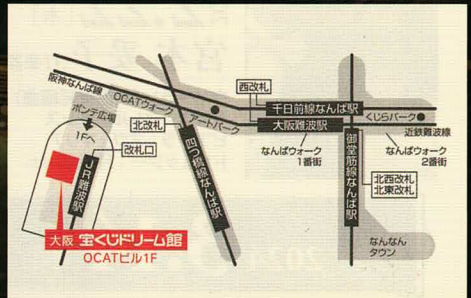 阪神なんば線
OCATウォーク
アートパーク
西改札
千日前線なんば駅
大阪難波駅
くじらパーク
近鉄難波線
なんばウォーク
1番街
なんばウォーク
2番街
ポンテ広場
1Fへ
北改札
改札口
JR難波駅
四つ橋線なんば駅
御堂筋線なんば駅
北西改札
北東改札
なんなん
タウン
大阪 宝くじドリーム館
OCATビル1F